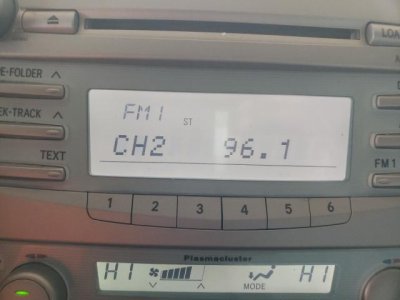 LOA
E-FOLDER ∧
FM1
EK-TRACK ∧
ST
CH2 96.1
TEXT
FM1
1 2 3 4 5 6
Plasmacluster
HI HI
∨ ∧ MODE